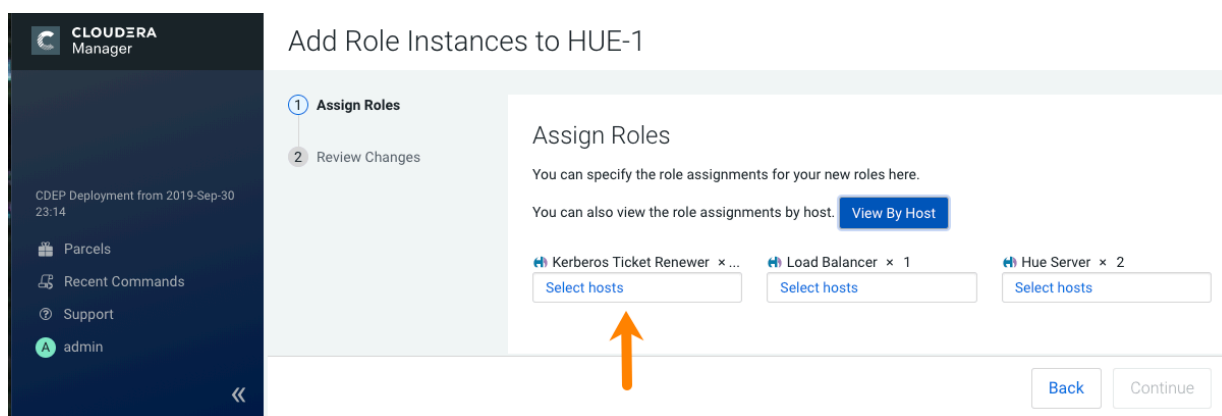 CLOUDERA
Manager
Add Role Instances to HUE-1
1 Assign Roles
2 Review Changes
CDEP Deployment from 2019-Sep-30
23:14
Parcels
Recent Commands
Support
A admin
«
Assign Roles
You can specify the role assignments for your new roles here.
You can also view the role assignments by host. View By Host
Kerberos Ticket Renewer × ... Load Balancer × 1 Hue Server × 2
Select hosts Select hosts Select hosts
Back Continue